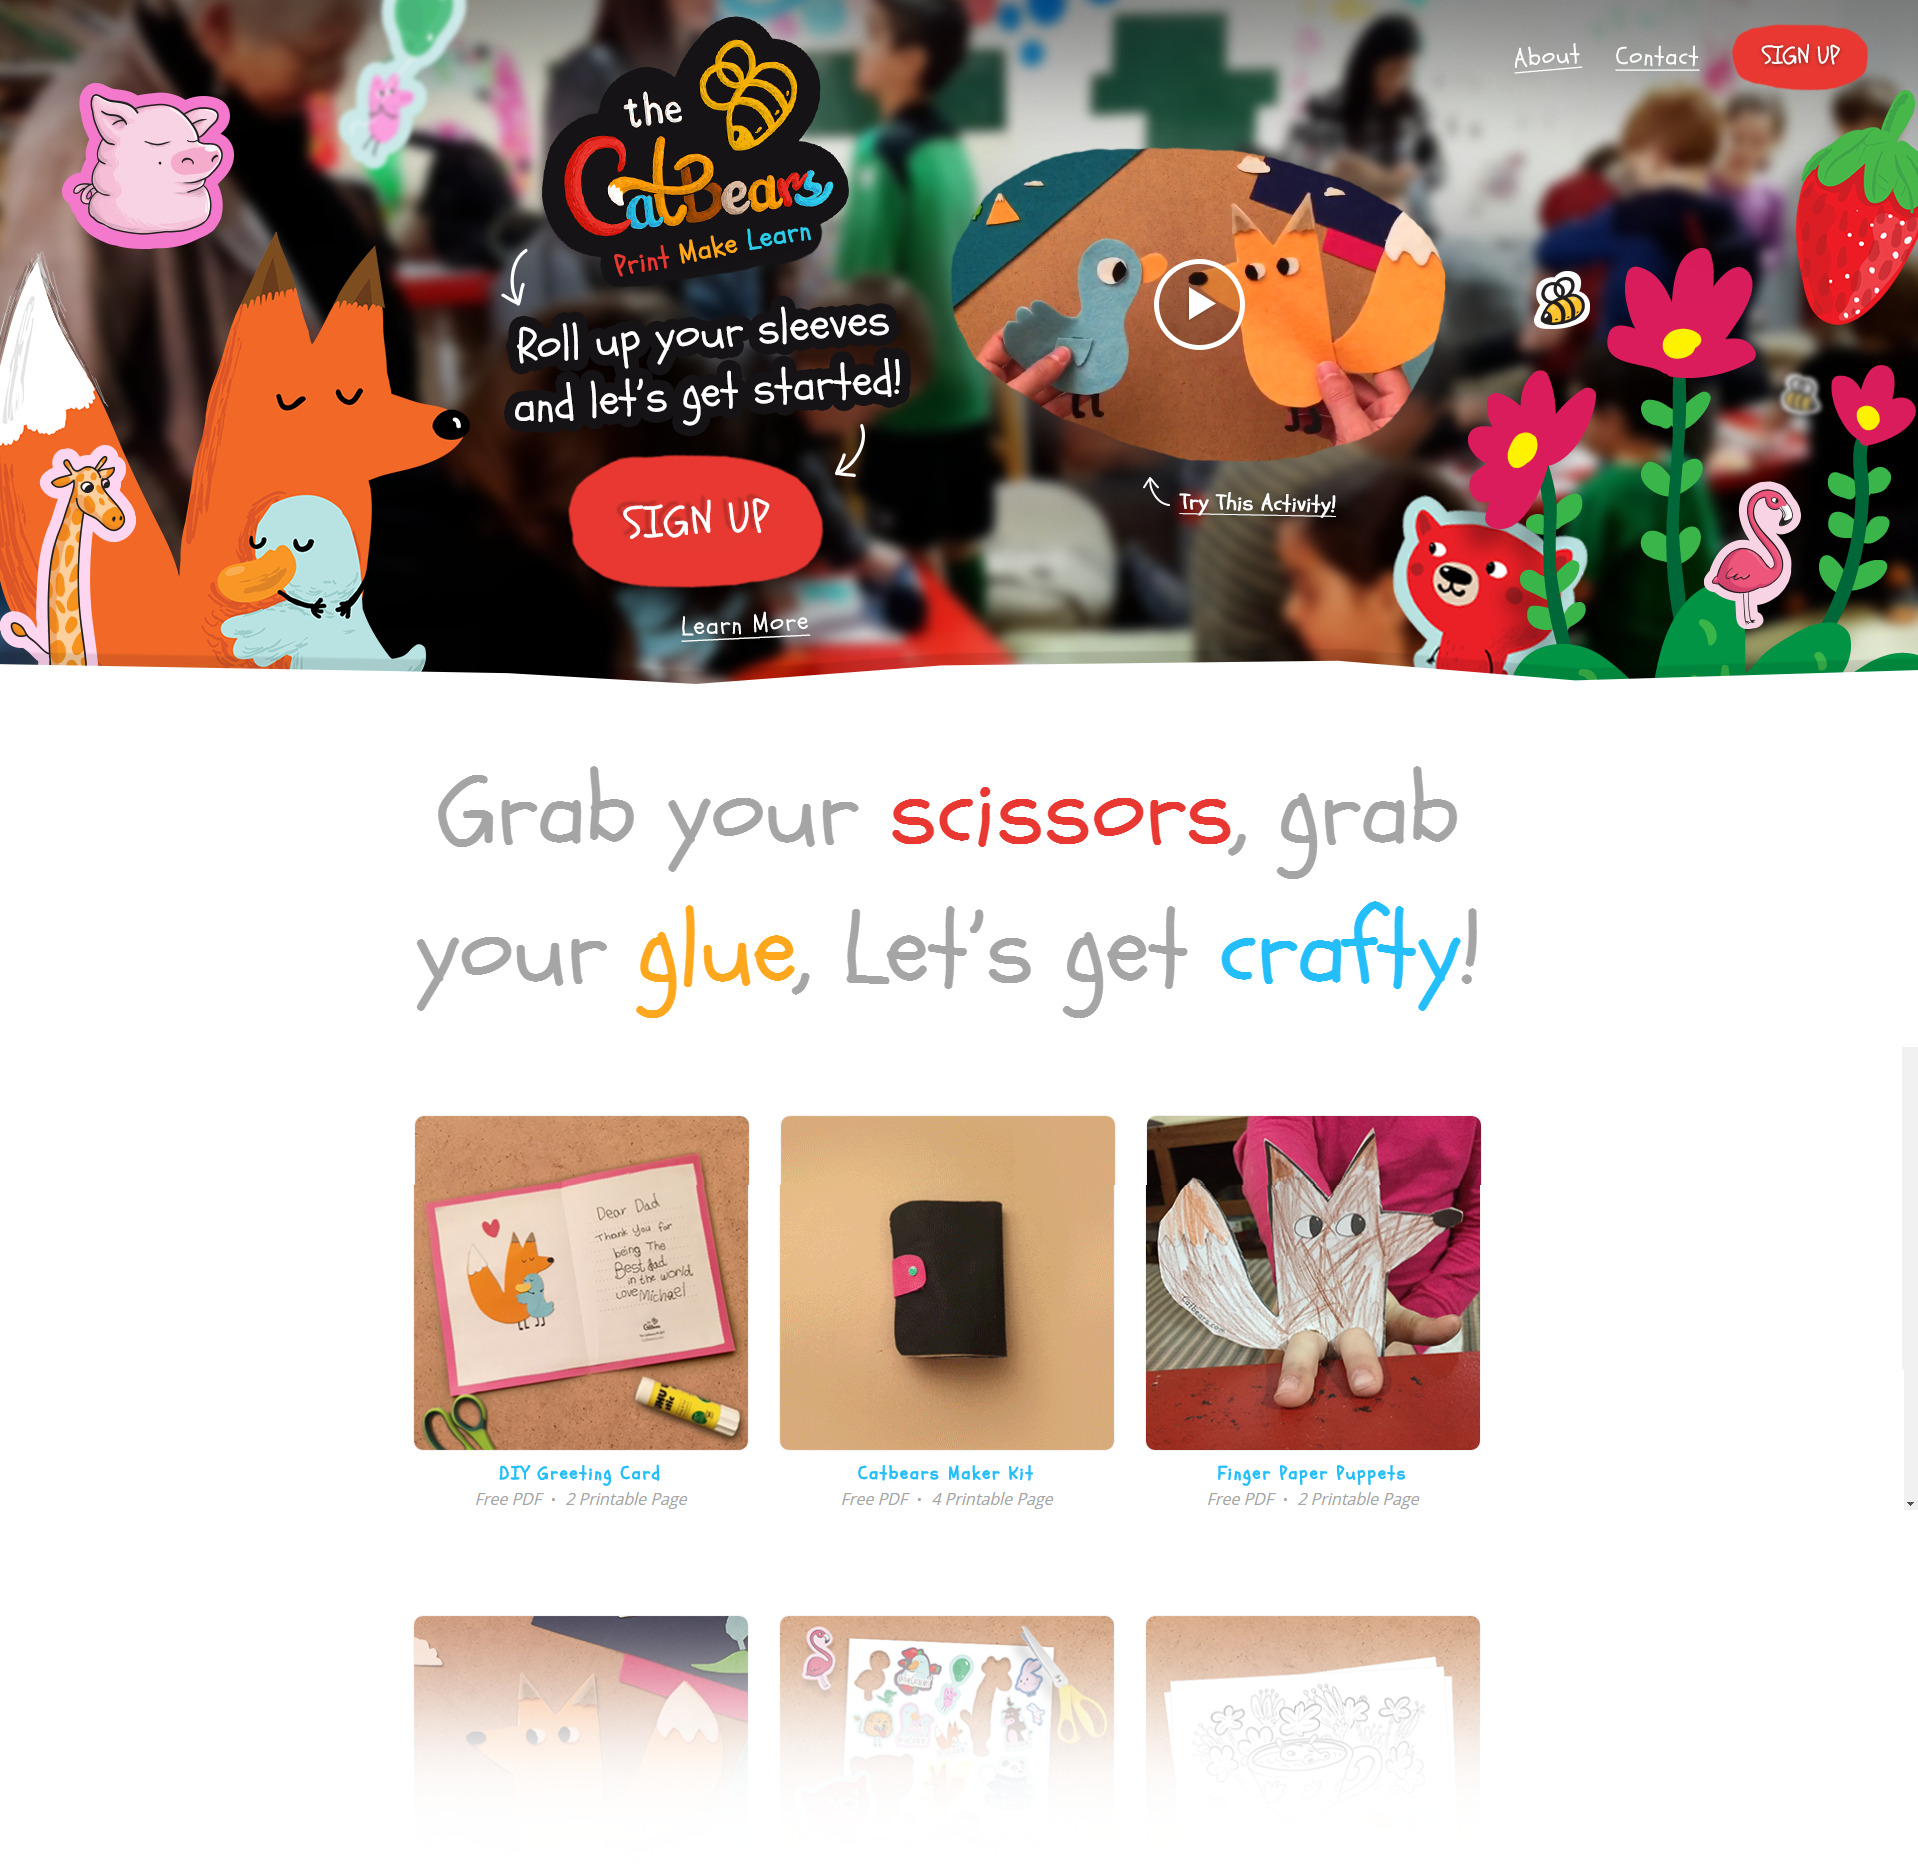 About
Contact
SIGN UP
the
CatBears
Print Make Learn
Roll up your sleeves
and let's get started!
SIGN UP
Learn More
Try This Activity!
Grab your scissors, grab
your glue, Let's get crafty!
Dear Dad
Thank you for
being The
Best dad
in the world
Love Michael
Catbears.com
DIY Greeting Card
Free PDF • 2 Printable Page
Catbears Maker Kit
Free PDF • 4 Printable Page
Finger Paper Puppets
Free PDF • 2 Printable Page